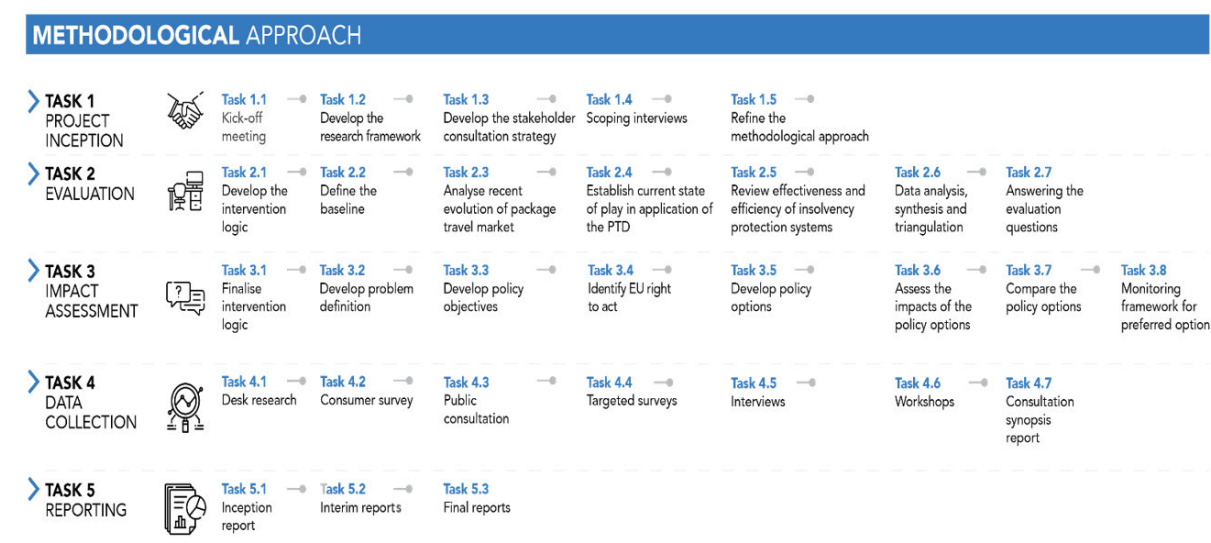 METHODOLOGICAL APPROACH
TASK 1
PROJECT
INCEPTION
Task 1.1
Kick-off
meeting
Task 1.2
Develop the
research framework
Task 1.3
Develop the stakeholder
consultation strategy
Task 1.4
Scoping interviews
Task 1.5
Refine the
methodological approach
TASK 2
EVALUATION
Task 2.1
Develop the
intervention
logic
Task 2.2
Define the
baseline
Task 2.3
Analyse recent
evolution of package
travel market
Task 2.4
Establish current state
of play in application of
the PTD
Task 2.5
Review effectiveness and
efficiency of insolvency
protection systems
Task 2.6
Data analysis,
synthesis and
triangulation
Task 2.7
Answering the
evaluation
questions
TASK 3
IMPACT
ASSESSMENT
Task 3.1
Finalise
intervention
logic
Task 3.2
Develop problem
definition
Task 3.3
Develop policy
objectives
Task 3.4
Identify EU right
to act
Task 3.5
Develop policy
options
Task 3.6
Assess the
impacts of the
policy options
Task 3.7
Compare the
policy options
Task 3.8
Monitoring
framework for
preferred option
TASK 4
DATA
COLLECTION
Task 4.1
Desk research
Task 4.2
Consumer survey
Task 4.3
Public
consultation
Task 4.4
Targeted surveys
Task 4.5
Interviews
Task 4.6
Workshops
Task 4.7
Consultation
synopsis
report
TASK 5
REPORTING
Task 5.1
Inception
report
Task 5.2
Interim reports
Task 5.3
Final reports